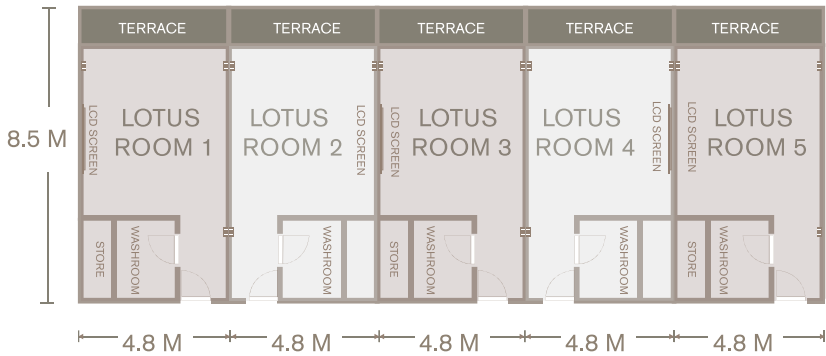 TERRACE TERRACE TERRACE TERRACE TERRACE
8.5 M
LCD SCREEN
LOTUS
ROOM 1
LOTUS
ROOM 2
LCD SCREEN
LCD SCREEN
LOTUS
ROOM 3
LOTUS
ROOM 4
LCD SCREEN
LCD SCREEN
LOTUS
ROOM 5
STORE
WASHROOM
WASHROOM
STORE
WASHROOM
WASHROOM
STORE
WASHROOM
4.8 M 4.8 M 4.8 M 4.8 M 4.8 M